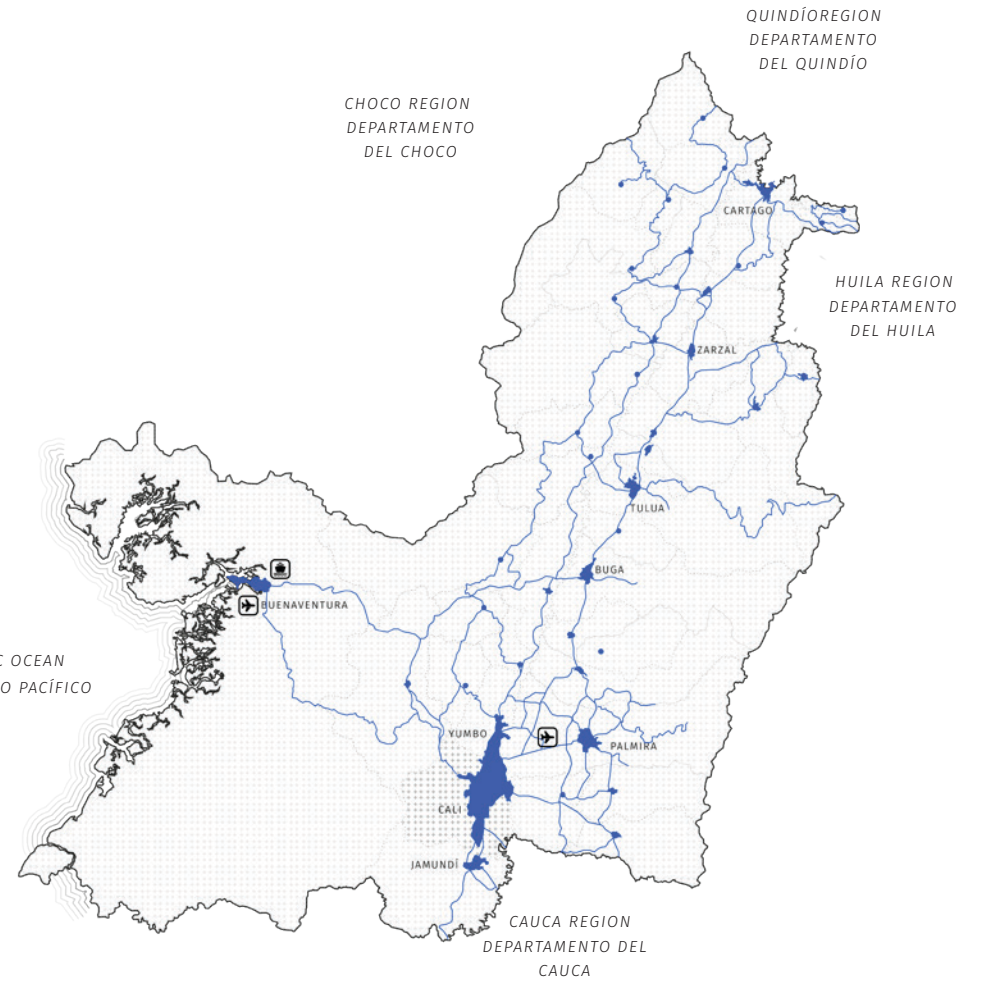 QUINDÍOREGION
DEPARTAMENTO
DEL QUINDÍO
CHOCO REGION
DEPARTAMENTO
DEL CHOCO
CARTAGO
HUILA REGION
DEPARTAMENTO
DEL HUILA
ZARZAL
TULUA
BUGA
BUENAVENTURA
C OCEAN
O PACÍFICO
YUMBO
PALMIRA
CALI
JAMUNDÍ
CAUCA REGION
DEPARTAMENTO DEL
CAUCA